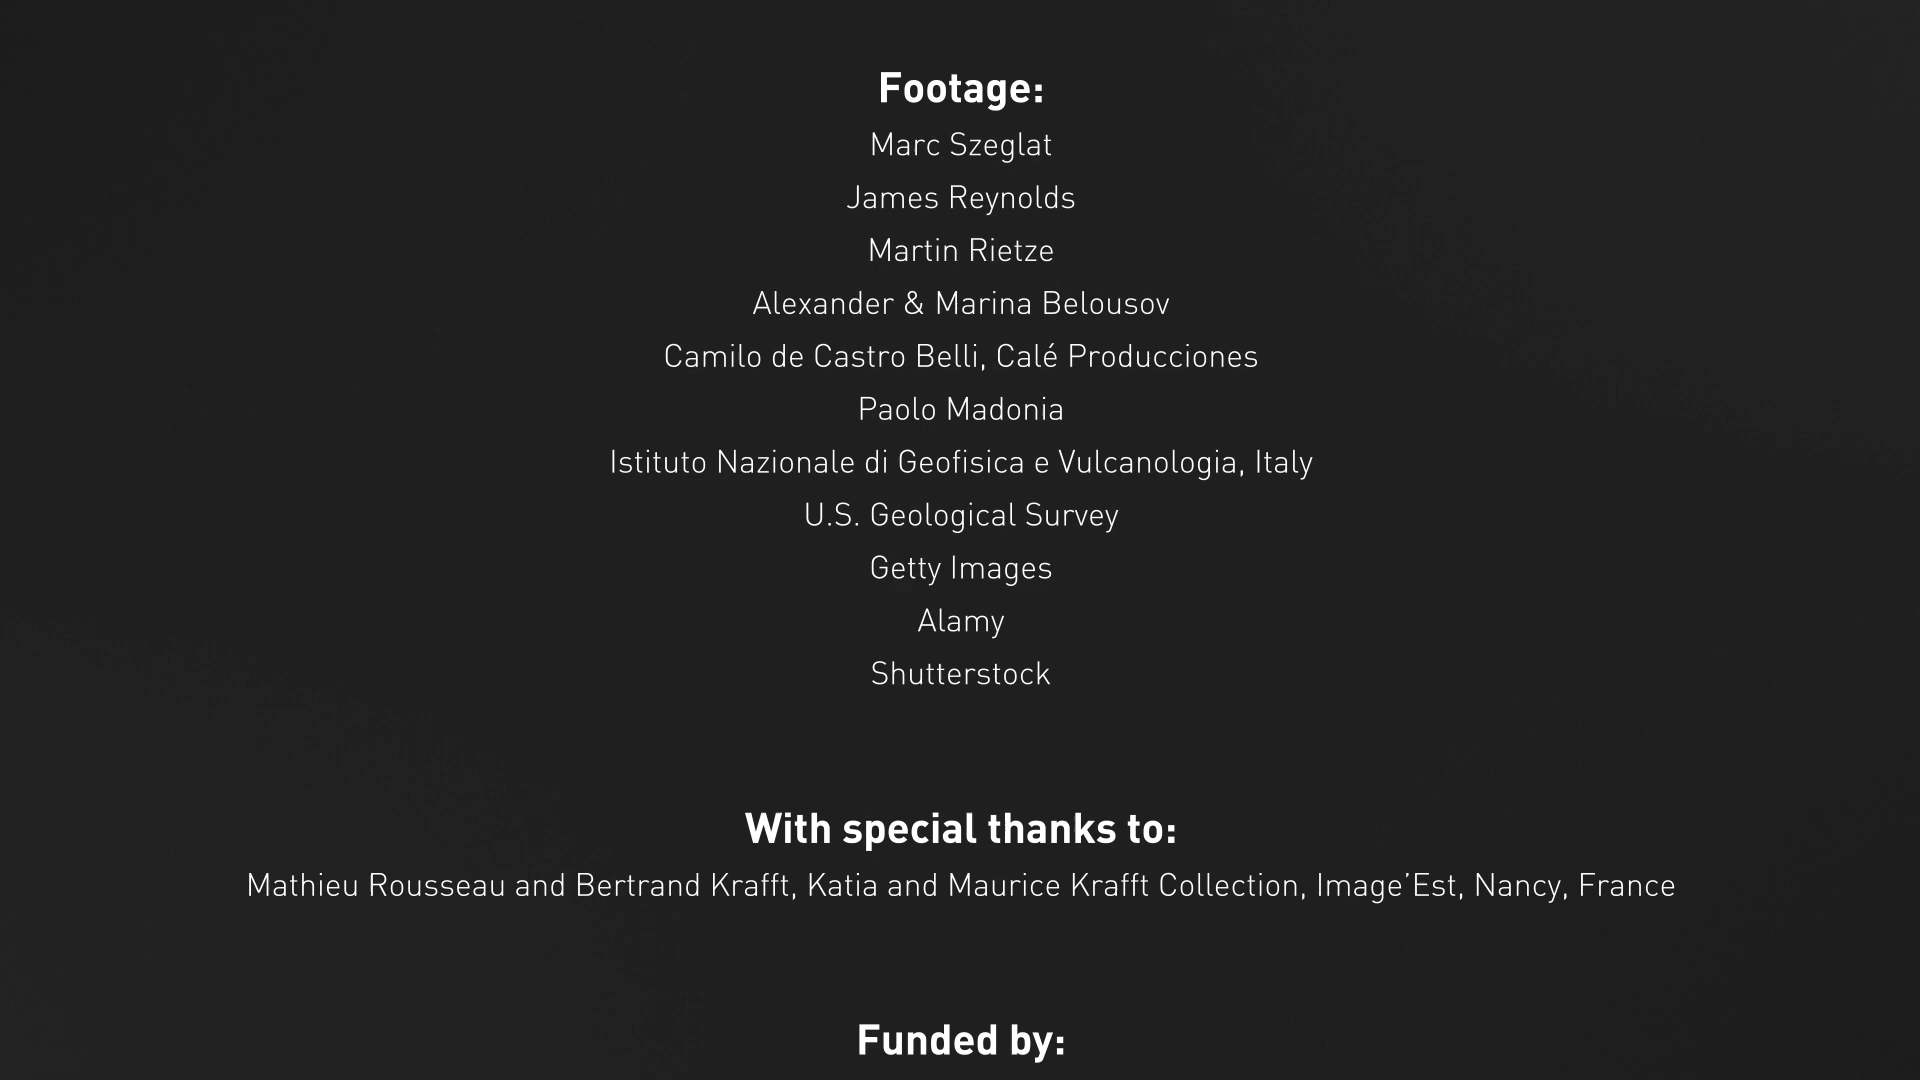 Footage:
Marc Szeglat
James Reynolds
Martin Rietze
Alexander & Marina Belousov
Camilo de Castro Belli, Calé Producciones
Paolo Madonia
Istituto Nazionale di Geofisica e Vulcanologia, Italy
U.S. Geological Survey
Getty Images
Alamy
Shutterstock
With special thanks to:
Mathieu Rousseau and Bertrand Krafft, Katia and Maurice Krafft Collection, Image’Est, Nancy, France
Funded by: